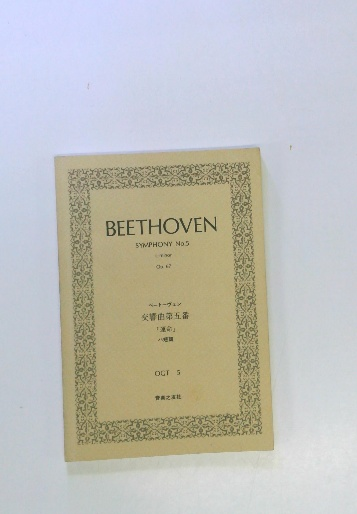 BEETHOVEN
SYMPHONY No.5
c minor
Op. 67
ベートーヴェン
交響曲第五番
「運命」
ハ短調
OGT 5
音楽之友社